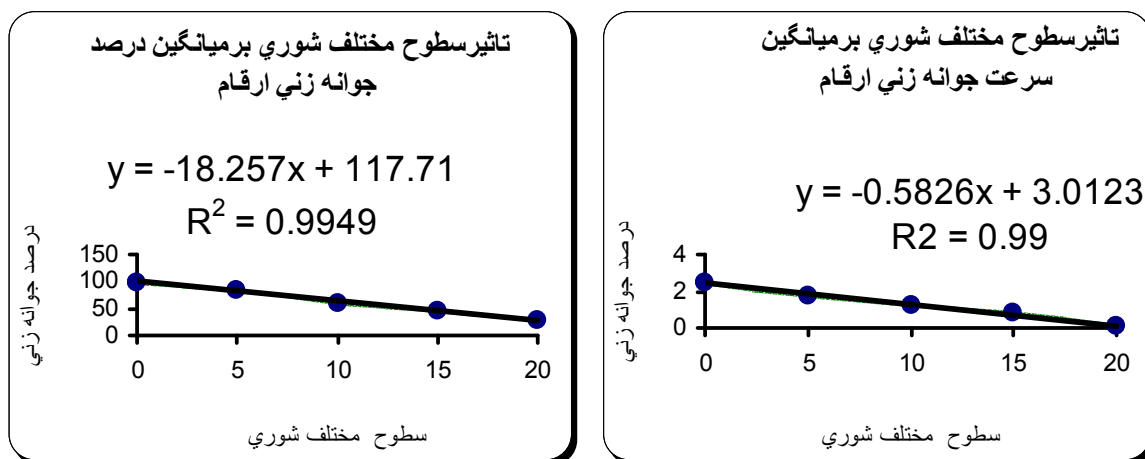 تاثيرسطوح مختلف شوري برميانگين درصد
جوانه زني ارقام
y = -18.257x + 117.71
R² = 0.9949
درصد جوانه زني
150
100
50
0
0 5 10 15 20
سطوح مختلف شوري
تاثيرسطوح مختلف شوري برميانگين
سرعت جوانه زني ارقام
y = -0.5826x + 3.0123
R2 = 0.99
درصد جوانه زني
4
2
0
0 5 10 15 20
سطوح مختلف شوري